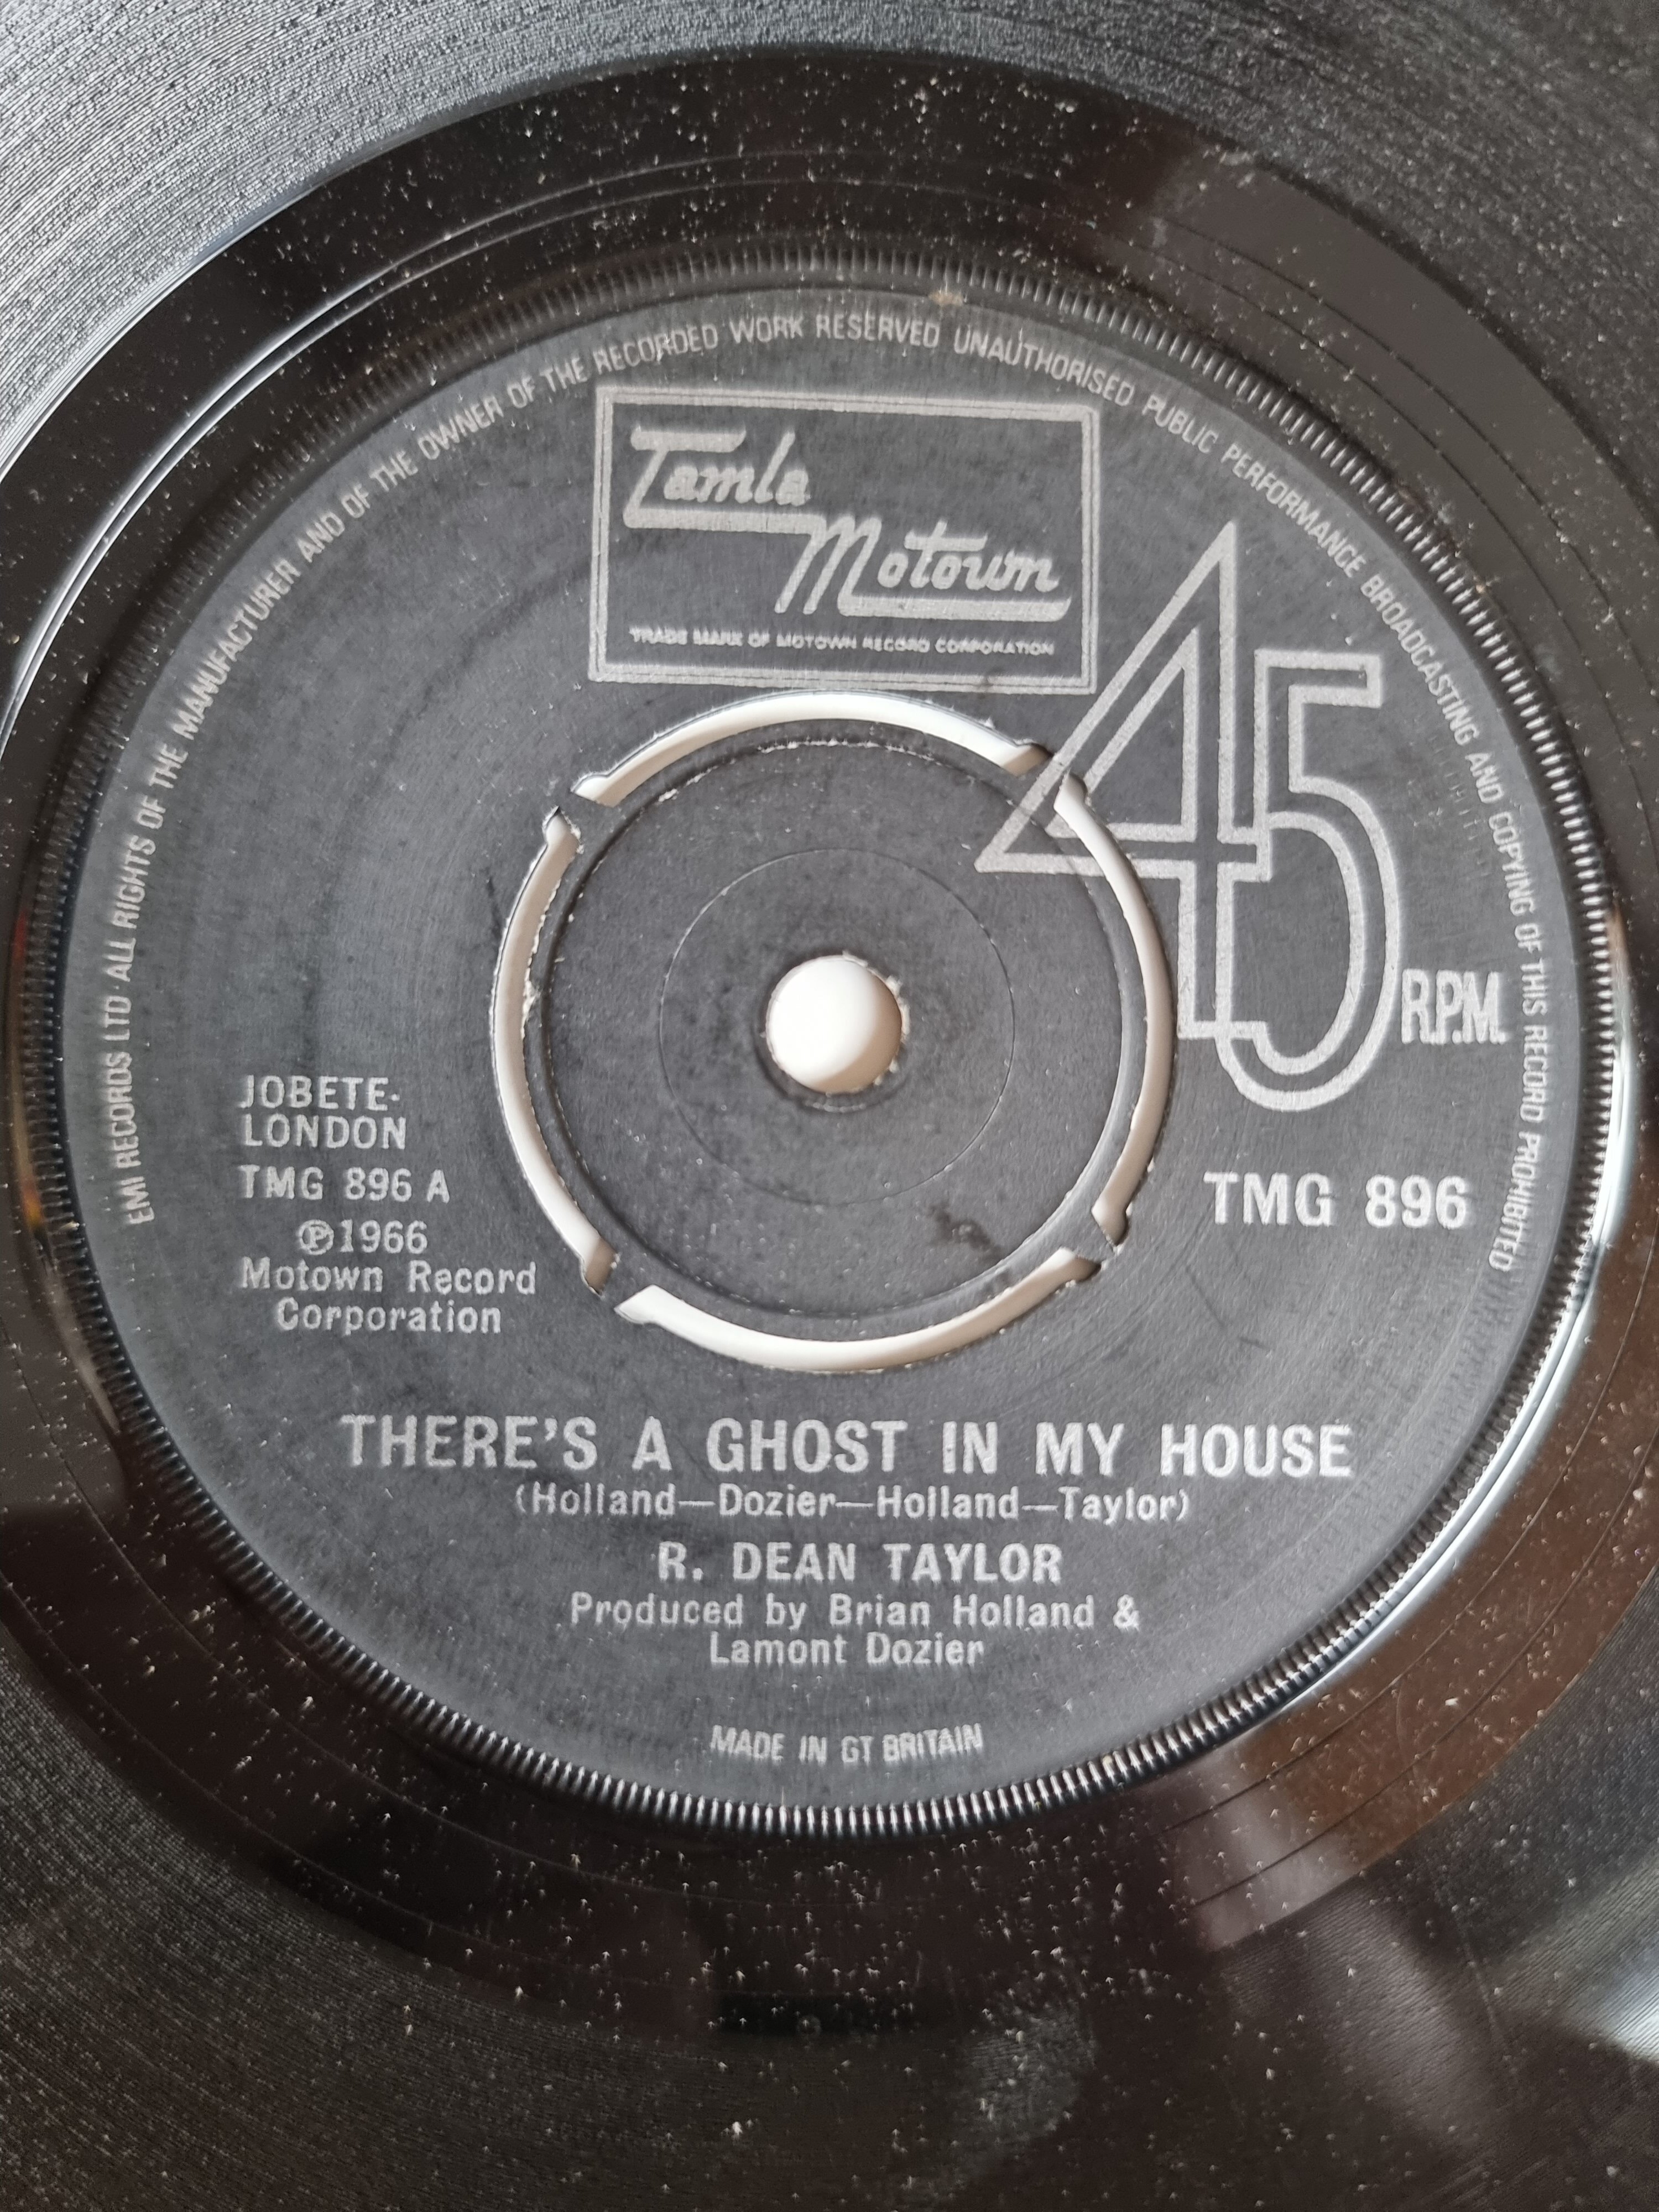 EMI RECORDS LTD · ALL RIGHTS OF THE MANUFACTURER AND OF THE OWNER OF THE RECORDED WORK RESERVED UNAUTHORISED PUBLIC PERFORMANCE BROADCASTING AND COPYING OF THIS RECORD PROHIBITED
Tamla
Motown
TRADE MARK OF MOTOWN RECORD CORPORATION
45
R.P.M.
JOBETE-
LONDON
TMG 896 A
℗1966
Motown Record
Corporation
TMG 896
THERE'S A GHOST IN MY HOUSE
(Holland—Dozier—Holland—Taylor)
R. DEAN TAYLOR
Produced by Brian Holland &
Lamont Dozier
MADE IN GT BRITAIN